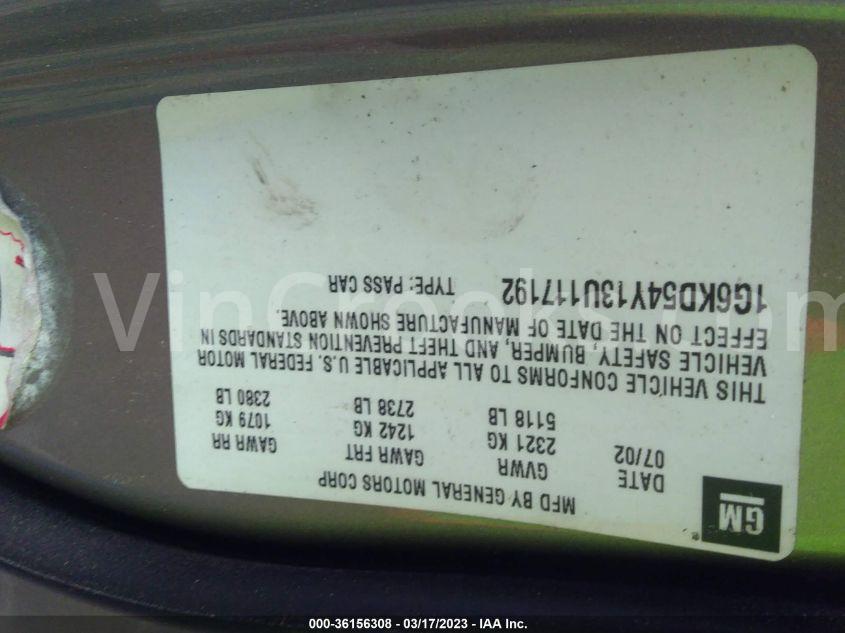 GM
®
MFD BY GENERAL MOTORS CORP
DATE GVWR GAWR FRT GAWR RR
07/02 2321 KG 1242 KG 1079 KG
5118 LB 2738 LB 2380 LB
THIS VEHICLE CONFORMS TO ALL APPLICABLE U.S. FEDERAL MOTOR
VEHICLE SAFETY, BUMPER, AND THEFT PREVENTION STANDARDS IN
EFFECT ON THE DATE OF MANUFACTURE SHOWN ABOVE.
1G6KD54Y13U117192 TYPE: PASS CAR
VinCracks.com
000-36156308 - 03/17/2023 - IAA Inc.